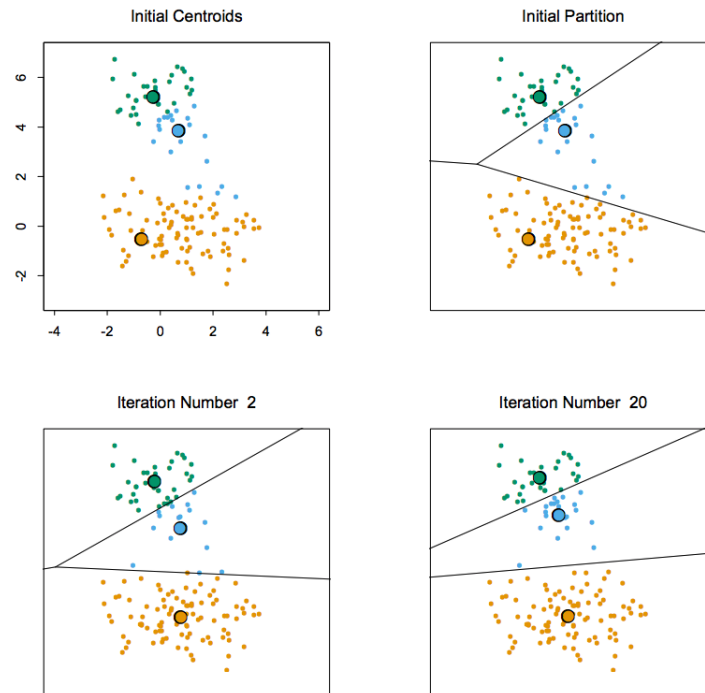 Initial Centroids
Initial Partition
6
4
2
0
-2
-4 -2 0 2 4 6
Iteration Number 2
Iteration Number 20